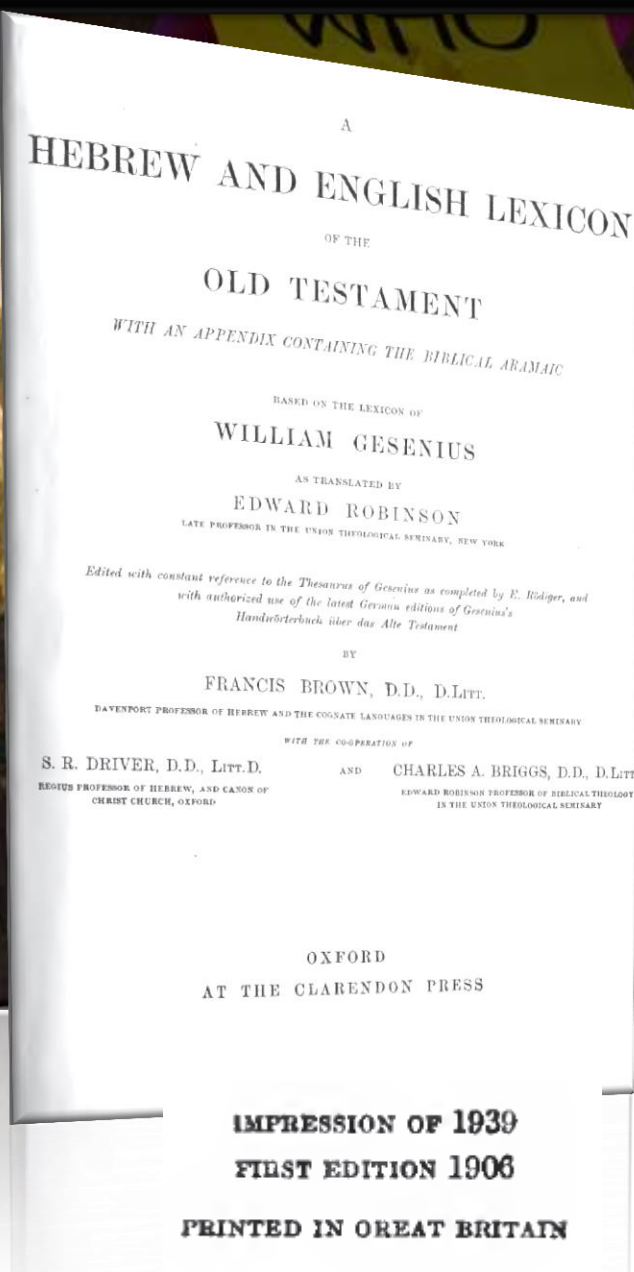 WHO
A
HEBREW AND ENGLISH LEXICON
OF THE
OLD TESTAMENT
WITH AN APPENDIX CONTAINING THE BIBLICAL ARAMAIC
BASED ON THE LEXICON OF
WILLIAM GESENIUS
AS TRANSLATED BY
EDWARD ROBINSON
LATE PROFESSOR IN THE UNION THEOLOGICAL SEMINARY, NEW YORK
Edited with constant reference to the Thesaurus of Gesenius as completed by E. Rödiger, and
with authorized use of the latest German editions of Gesenius's
Handwörterbuch über das Alte Testament
BY
FRANCIS BROWN, D.D., D.LITT.
DAVENPORT PROFESSOR OF HEBREW AND THE COGNATE LANGUAGES IN THE UNION THEOLOGICAL SEMINARY
WITH THE CO-OPERATION OF
S. R. DRIVER, D.D., LITT.D. AND CHARLES A. BRIGGS, D.D., D.LITT
REGIUS PROFESSOR OF HEBREW, AND CANON OF
CHRIST CHURCH, OXFORD
EDWARD ROBINSON PROFESSOR OF BIBLICAL THEOLOGY
IN THE UNION THEOLOGICAL SEMINARY
OXFORD
AT THE CLARENDON PRESS
IMPRESSION OF 1939
FIRST EDITION 1906
PRINTED IN GREAT BRITAIN